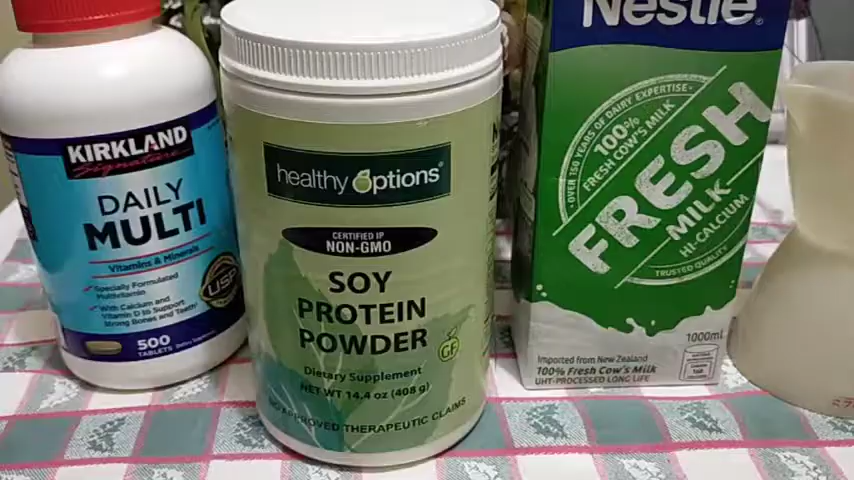 KIRKLAND
Signature
DAILY
MULTI
Vitamins & Minerals
Specially Formulated
Multivitamin
With Calcium and
Vitamin D to Support
Strong Bones and Teeth
USP
500
TABLETS Dietary Supplement
healthy options®
CERTIFIED IP
NON-GMO
SOY
PROTEIN
POWDER
GF
Dietary Supplement
NET WT 14.4 oz (408 g)
NO APPROVED THERAPEUTIC CLAIMS
Nestlé®
• OVER 150 YEARS OF DAIRY EXPERTISE •
100%
FRESH COW'S MILK
FRESH
MILK
HI-CALCIUM
TRUSTED QUALITY
1000ml
Imported from New Zealand
100% Fresh Cow's Milk
UHT-PROCESSED LONG LIFE